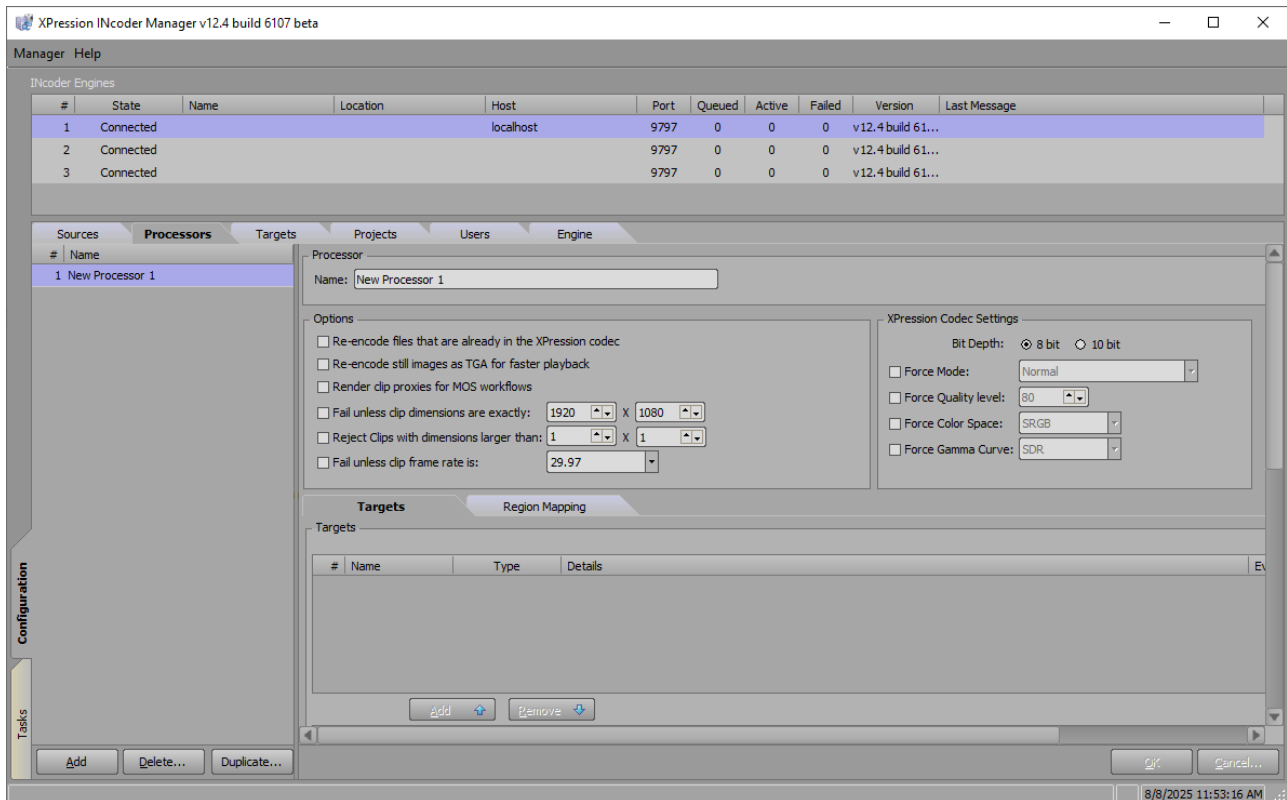 XPression INcoder Manager v12.4 build 6107 beta
Manager Help
INcoder Engines
# State Name Location Host Port Queued Active Failed Version Last Message
1 Connected localhost 9797 0 0 0 v12.4 build 61...
2 Connected 9797 0 0 0 v12.4 build 61...
3 Connected 9797 0 0 0 v12.4 build 61...
Sources Processors Targets Projects Users Engine
# Name
1 New Processor 1
Processor
Name: New Processor 1
Options
Re-encode files that are already in the XPression codec
Re-encode still images as TGA for faster playback
Render clip proxies for MOS workflows
Fail unless clip dimensions are exactly: 1920 X 1080
Reject Clips with dimensions larger than: 1 X 1
Fail unless clip frame rate is: 29.97
XPression Codec Settings
Bit Depth: 8 bit 10 bit
Force Mode: Normal
Force Quality level: 80
Force Color Space: SRGB
Force Gamma Curve: SDR
Targets Region Mapping
Targets
# Name Type Details Ev
Add Remove
Configuration
Tasks
Add Delete... Duplicate...
OK Cancel...
8/8/2025 11:53:16 AM